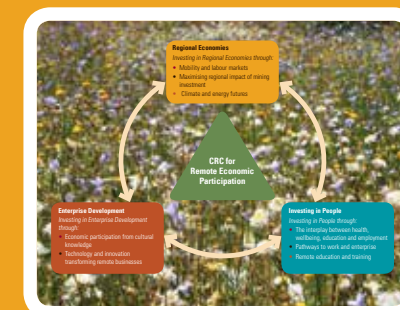 Regional Economies
Investing in Regional Economies through:
• Mobility and labour markets
• Maximising regional impact of mining
investment
• Climate and energy futures
CRC for
Remote Economic
Participation
Enterprise Development
Investing in Enterprise Development
through:
• Economic participation from cultural
knowledge
• Technology and innovation
transforming remote businesses
Investing in People
Investing in People through:
• The interplay between health,
wellbeing, education and employment
• Pathways to work and enterprise
• Remote education and training